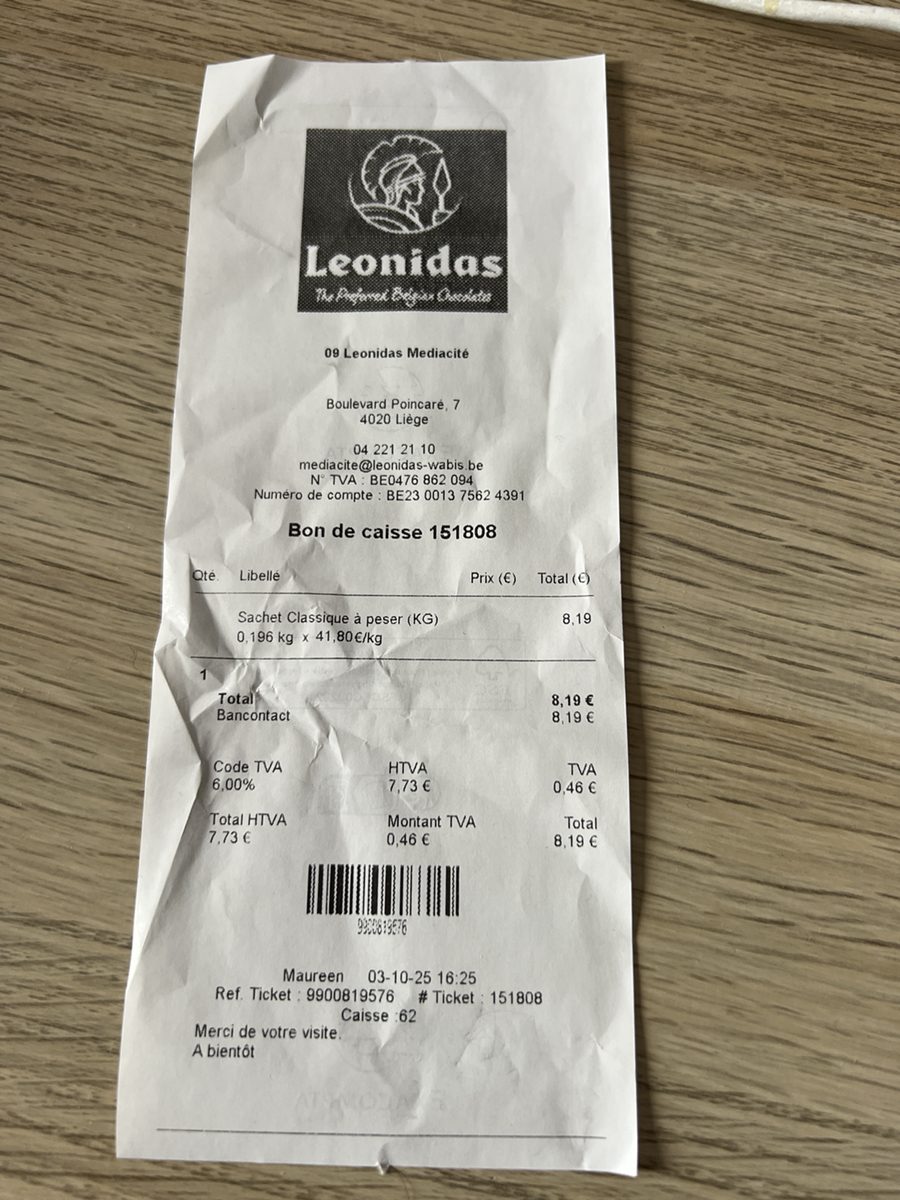 Leonidas
The Preferred Belgian Chocolates
09 Leonidas Mediacité
Boulevard Poincaré, 7
4020 Liège
04 221 21 10
mediacite@leonidas-wabis.be
N° TVA : BE0476 862 094
Numéro de compte : BE23 0013 7562 4391
Bon de caisse 151808
Qté. Libellé Prix (€) Total (€)
Sachet Classique à peser (KG) 8,19
0,196 kg x 41,80€/kg
1
Total 8,19 €
Bancontact 8,19 €
Code TVA HTVA TVA
6,00% 7,73 € 0,46 €
Total HTVA Montant TVA Total
7,73 € 0,46 € 8,19 €
9900819576
Maureen 03-10-25 16:25
Ref. Ticket : 9900819576 # Ticket : 151808
Caisse :62
Merci de votre visite.
A bientôt